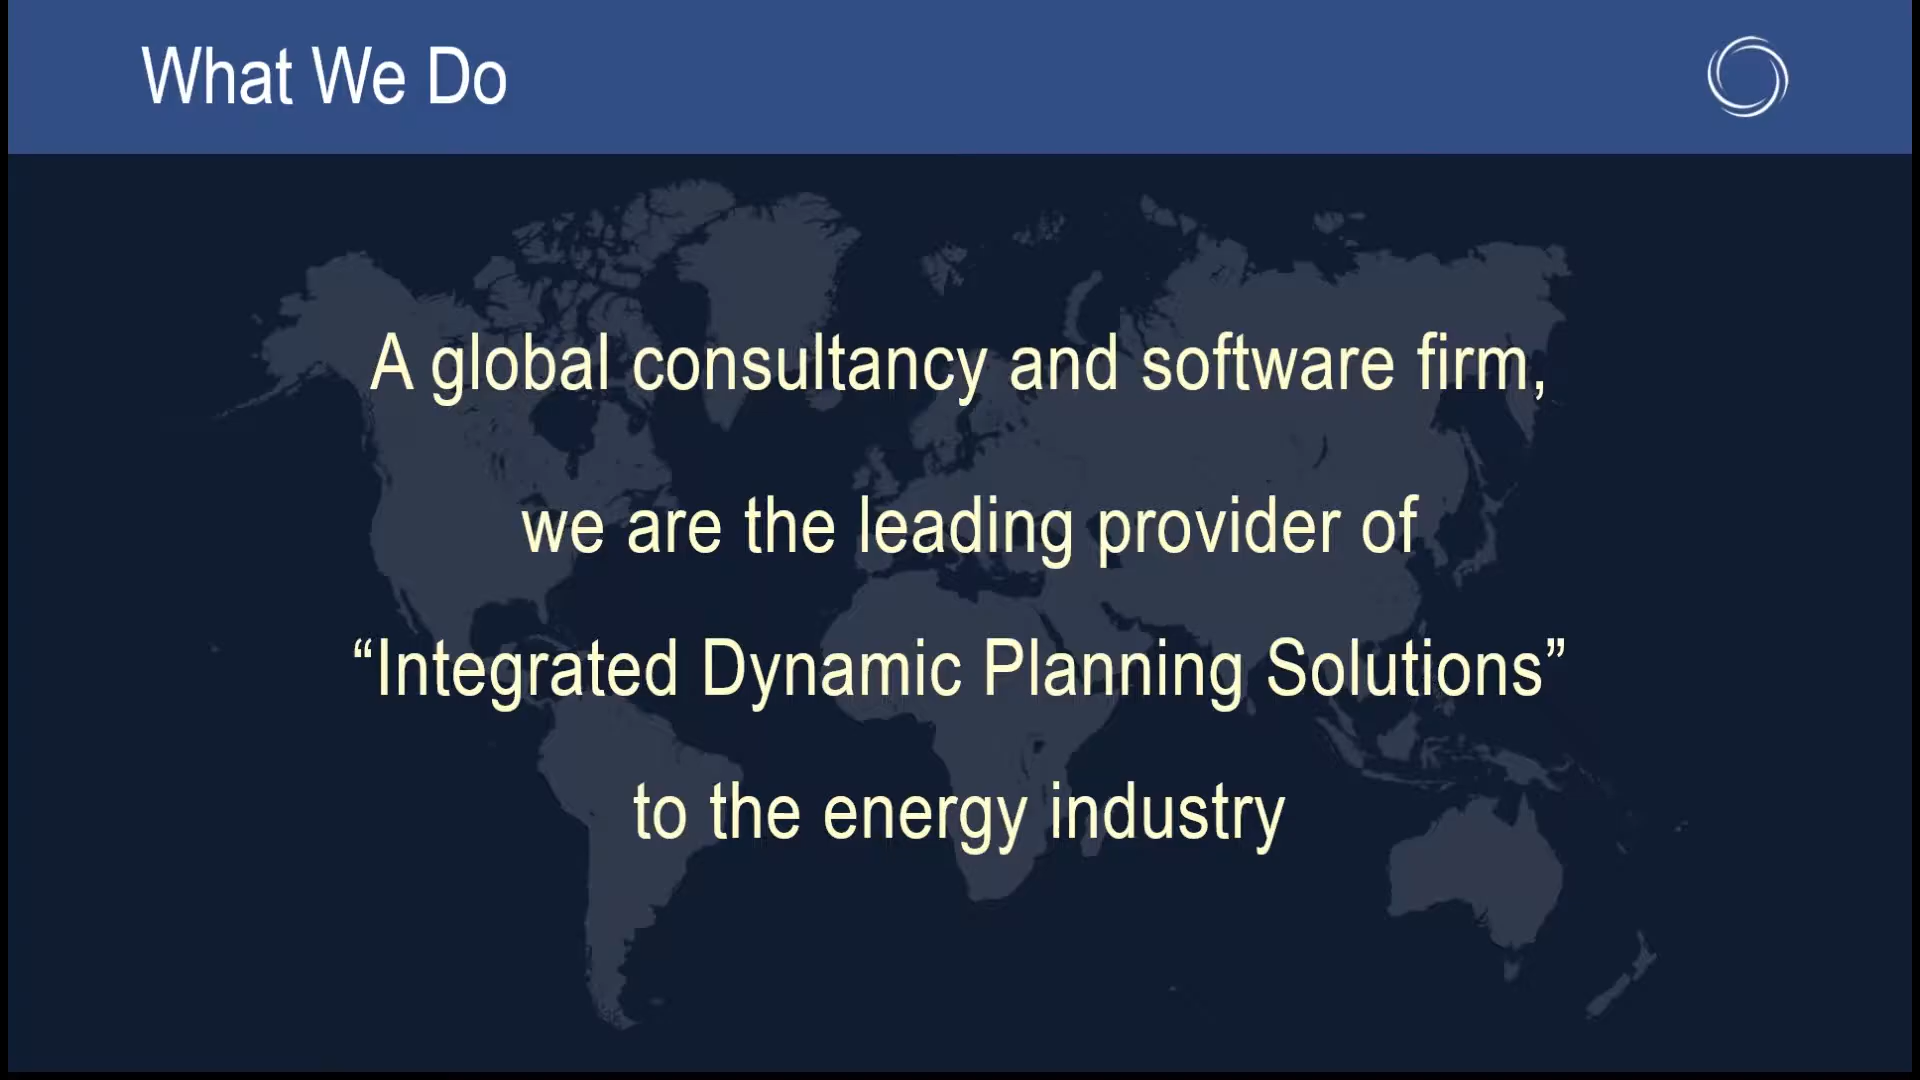 What We Do
A global consultancy and software firm,
we are the leading provider of
“Integrated Dynamic Planning Solutions”
to the energy industry